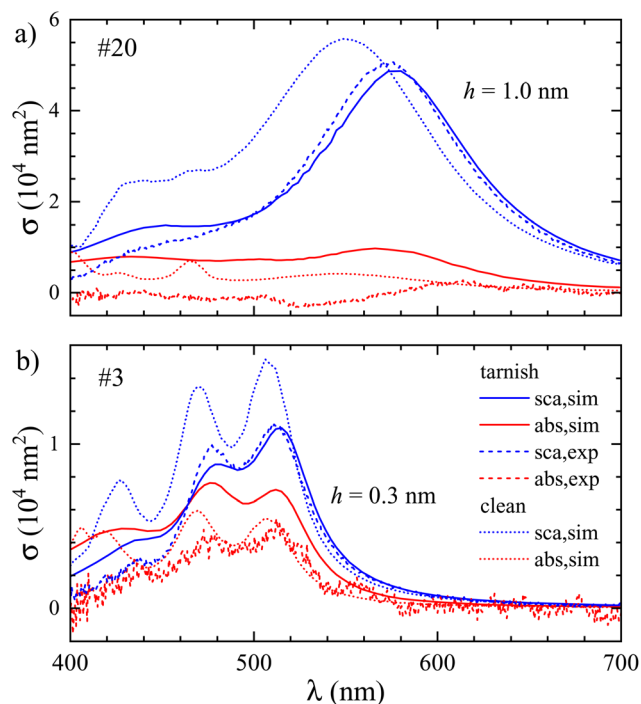 a)
#20
h = 1.0 nm
6
4
2
0
σ (10⁴ nm²)
b)
#3
h = 0.3 nm
tarnish
sca,sim
abs,sim
sca,exp
abs,exp
clean
sca,sim
abs,sim
1
0
σ (10⁴ nm²)
400 500 600 700
λ (nm)